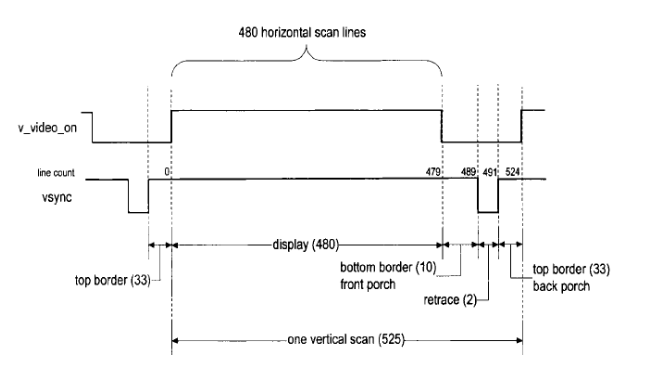 480 horizontal scan lines
v_video_on
line count
0
479
489
491
524
vsync
display (480)
top border (33)
bottom border (10)
front porch
top border (33)
back porch
retrace (2)
one vertical scan (525)